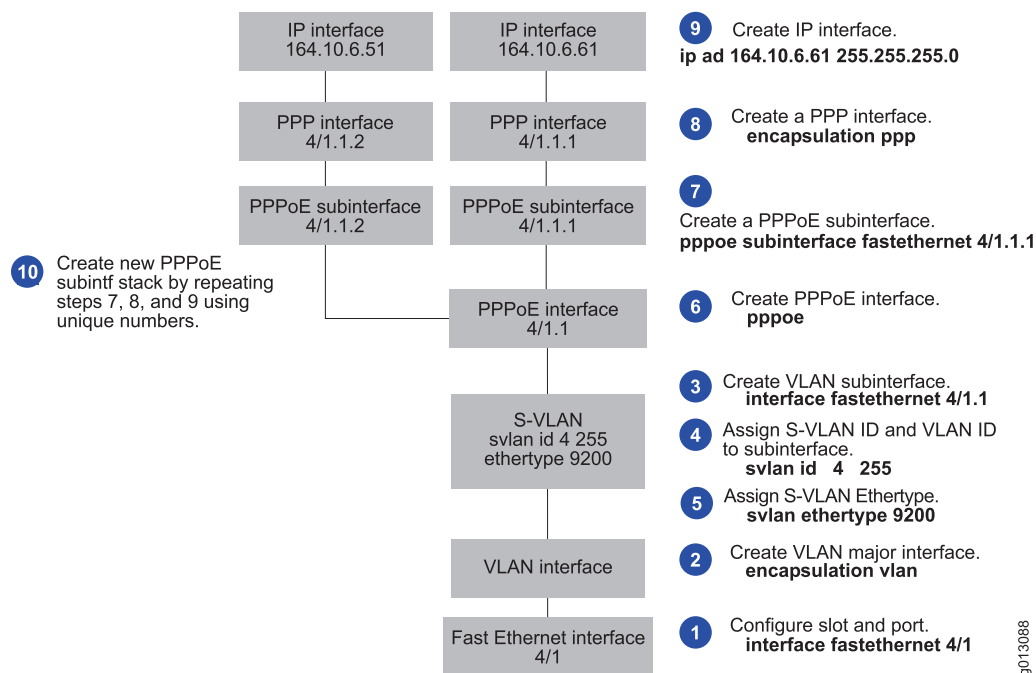 IP interface
164.10.6.51
IP interface
164.10.6.61
9 Create IP interface.
ip ad 164.10.6.61 255.255.255.0
PPP interface
4/1.1.2
PPP interface
4/1.1.1
8 Create a PPP interface.
encapsulation ppp
PPPoE subinterface
4/1.1.2
PPPoE subinterface
4/1.1.1
7
Create a PPPoE subinterface.
pppoe subinterface fastethernet 4/1.1.1
10 Create new PPPoE
subintf stack by repeating
steps 7, 8, and 9 using
unique numbers.
PPPoE interface
4/1.1
6 Create PPPoE interface.
pppoe
3 Create VLAN subinterface.
interface fastethernet 4/1.1
S-VLAN
svlan id 4 255
ethertype 9200
4 Assign S-VLAN ID and VLAN ID
to subinterface.
svlan id 4 255
5 Assign S-VLAN Ethertype.
svlan ethertype 9200
VLAN interface
2 Create VLAN major interface.
encapsulation vlan
Fast Ethernet interface
4/1
1 Configure slot and port.
interface fastethernet 4/1
g013088